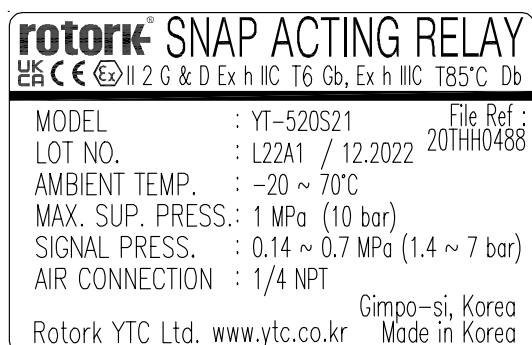 rotork® SNAP ACTING RELAY
UK CA CE Ex II 2 G & D Ex h IIC T6 Gb, Ex h IIIC T85°C Db
MODEL : YT-520S21
File Ref :
20THH0488
LOT NO. : L22A1 / 12.2022
AMBIENT TEMP. : -20 ~ 70°C
MAX. SUP. PRESS.: 1 MPa (10 bar)
SIGNAL PRESS. : 0.14 ~ 0.7 MPa (1.4 ~ 7 bar)
AIR CONNECTION : 1/4 NPT
Gimpo-si, Korea
Rotork YTC Ltd. www.ytc.co.kr Made in Korea